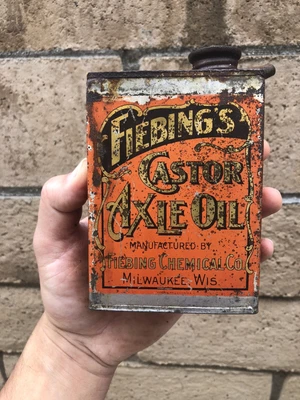 FIEBING'S
CASTOR
AXLE OIL
MANUFACTURED BY
FIEBING CHEMICAL CO.
MILWAUKEE, WIS.